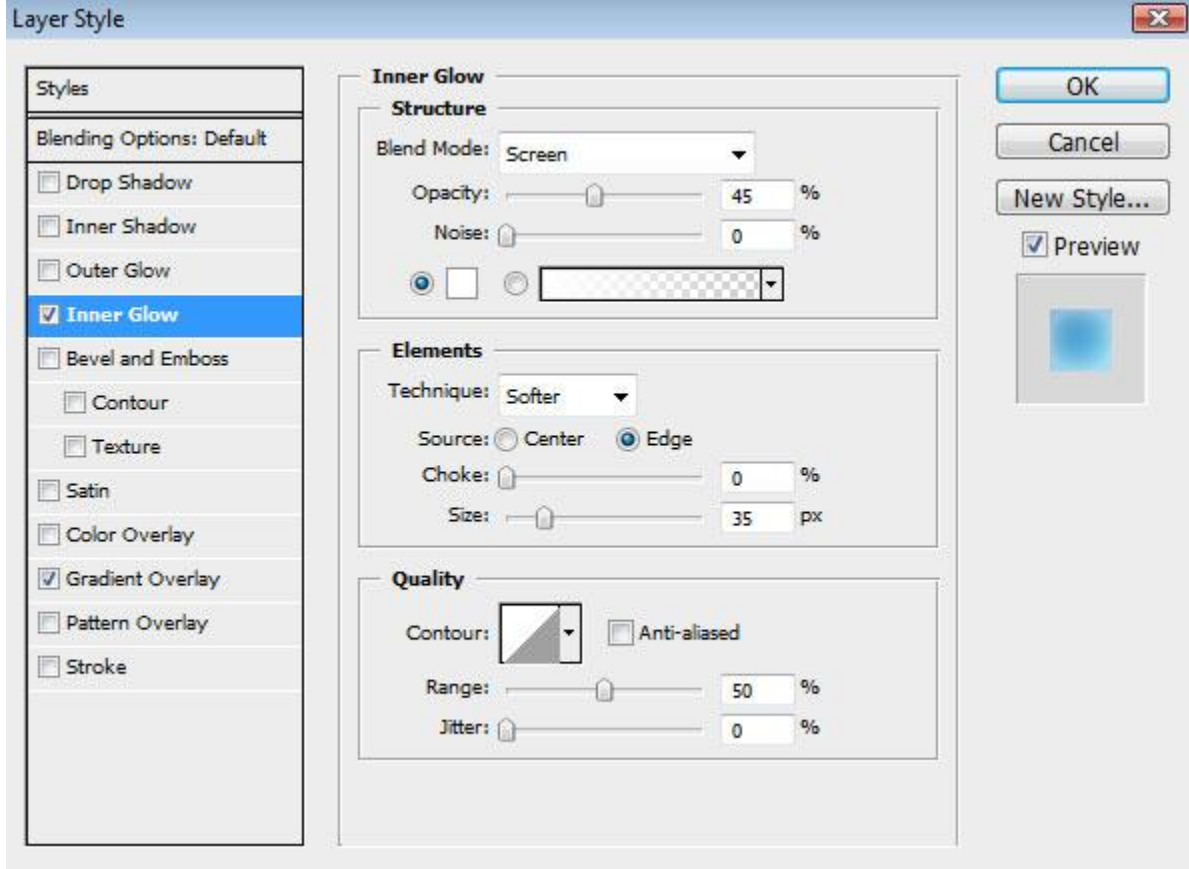 Layer Style
Styles
Blending Options: Default
Drop Shadow
Inner Shadow
Outer Glow
Inner Glow
Bevel and Emboss
Contour
Texture
Satin
Color Overlay
Gradient Overlay
Pattern Overlay
Stroke
Inner Glow
Structure
Blend Mode: Screen
Opacity: 45 %
Noise: 0 %
Elements
Technique: Softer
Source: Center Edge
Choke: 0 %
Size: 35 px
Quality
Contour: Anti-aliased
Range: 50 %
Jitter: 0 %
OK
Cancel
New Style...
Preview